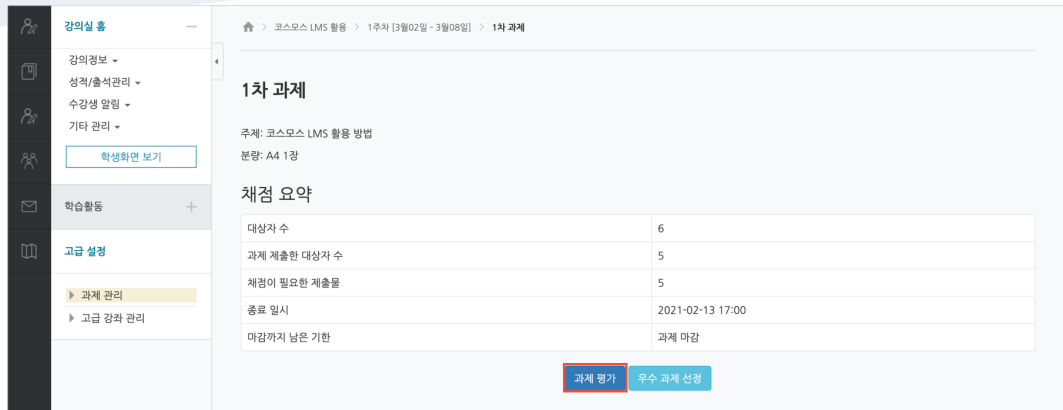 강의실 홈
강의정보
성적/출석관리
수강생 알림
기타 관리
학생화면 보기
학습활동
고급 설정
과제 관리
고급 강좌 관리
코스모스 LMS 활용 > 1주차 [3월02일 - 3월08일] > 1차 과제
1차 과제
주제: 코스모스 LMS 활용 방법
분량: A4 1장
채점 요약
대상자 수 6
과제 제출한 대상자 수 5
채점이 필요한 제출물 5
종료 일시 2021-02-13 17:00
마감까지 남은 기한 과제 마감
과제 평가 우수 과제 선정